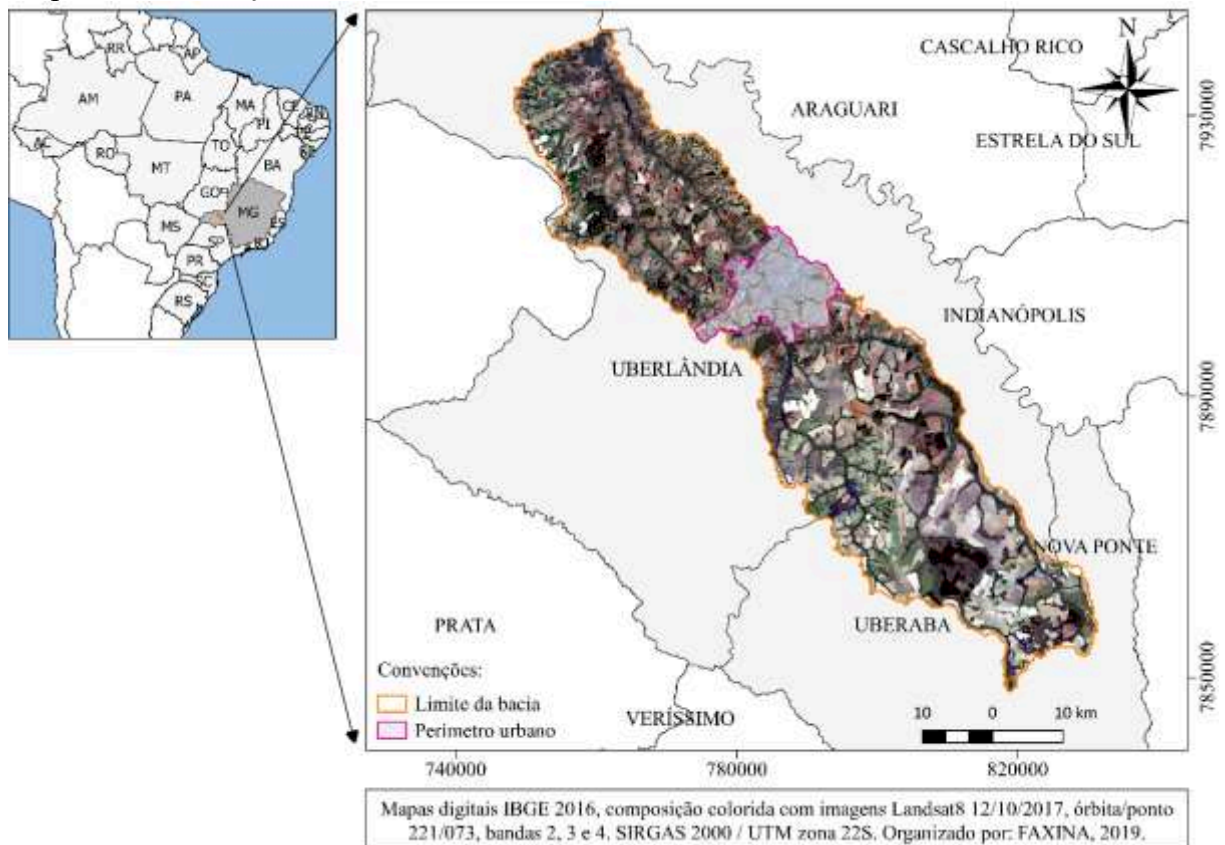 RR
AP
AM
PA
MA
CE
RN
PI
AC
TO
RO
BA
MT
GO
MG
ES
MS
SP
RJ
PR
SC
RS
N
CASCALHO RICO
ARAGUARI
ESTRELA DO SUL
INDIANÓPOLIS
UBERLÂNDIA
NOVA PONTE
UBERABA
PRATA
VERÍSSIMO
Convenções:
Limite da bacia
Perímetro urbano
10 0 10 km
7930000
7890000
7850000
740000 780000 820000
Mapas digitais IBGE 2016, composição colorida com imagens Landsat8 12/10/2017, órbita/ponto
221/073, bandas 2, 3 e 4. SIRGAS 2000 / UTM zona 22S. Organizado por: FAXINA, 2019.